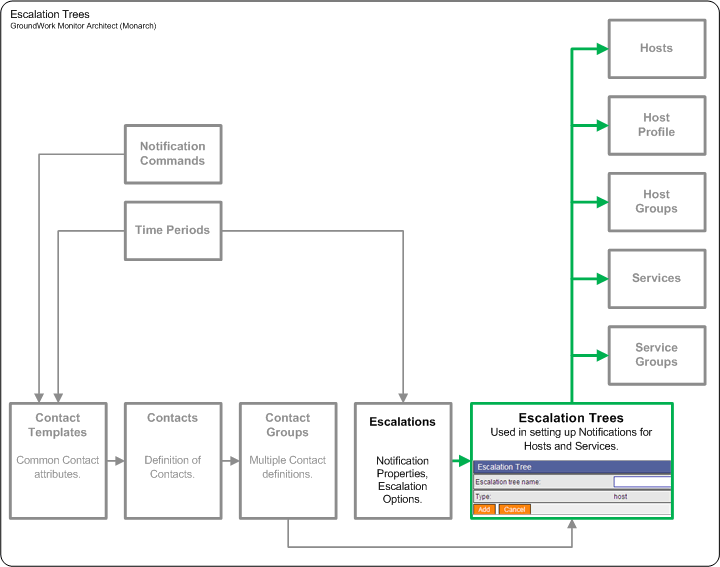 Escalation Trees
GroundWork Monitor Architect (Monarch)
Hosts
Host
Profile
Notification
Commands
Host
Groups
Time Periods
Services
Service
Groups
Contact
Templates
Common Contact
attributes.
Contacts
Definition of
Contacts.
Contact
Groups
Multiple Contact
definitions.
Escalations
Notification
Properties,
Escalation
Options.
Escalation Trees
Used in setting up Notifications for
Hosts and Services.
Escalation Tree
Escalation tree name:
Type: host
Add Cancel